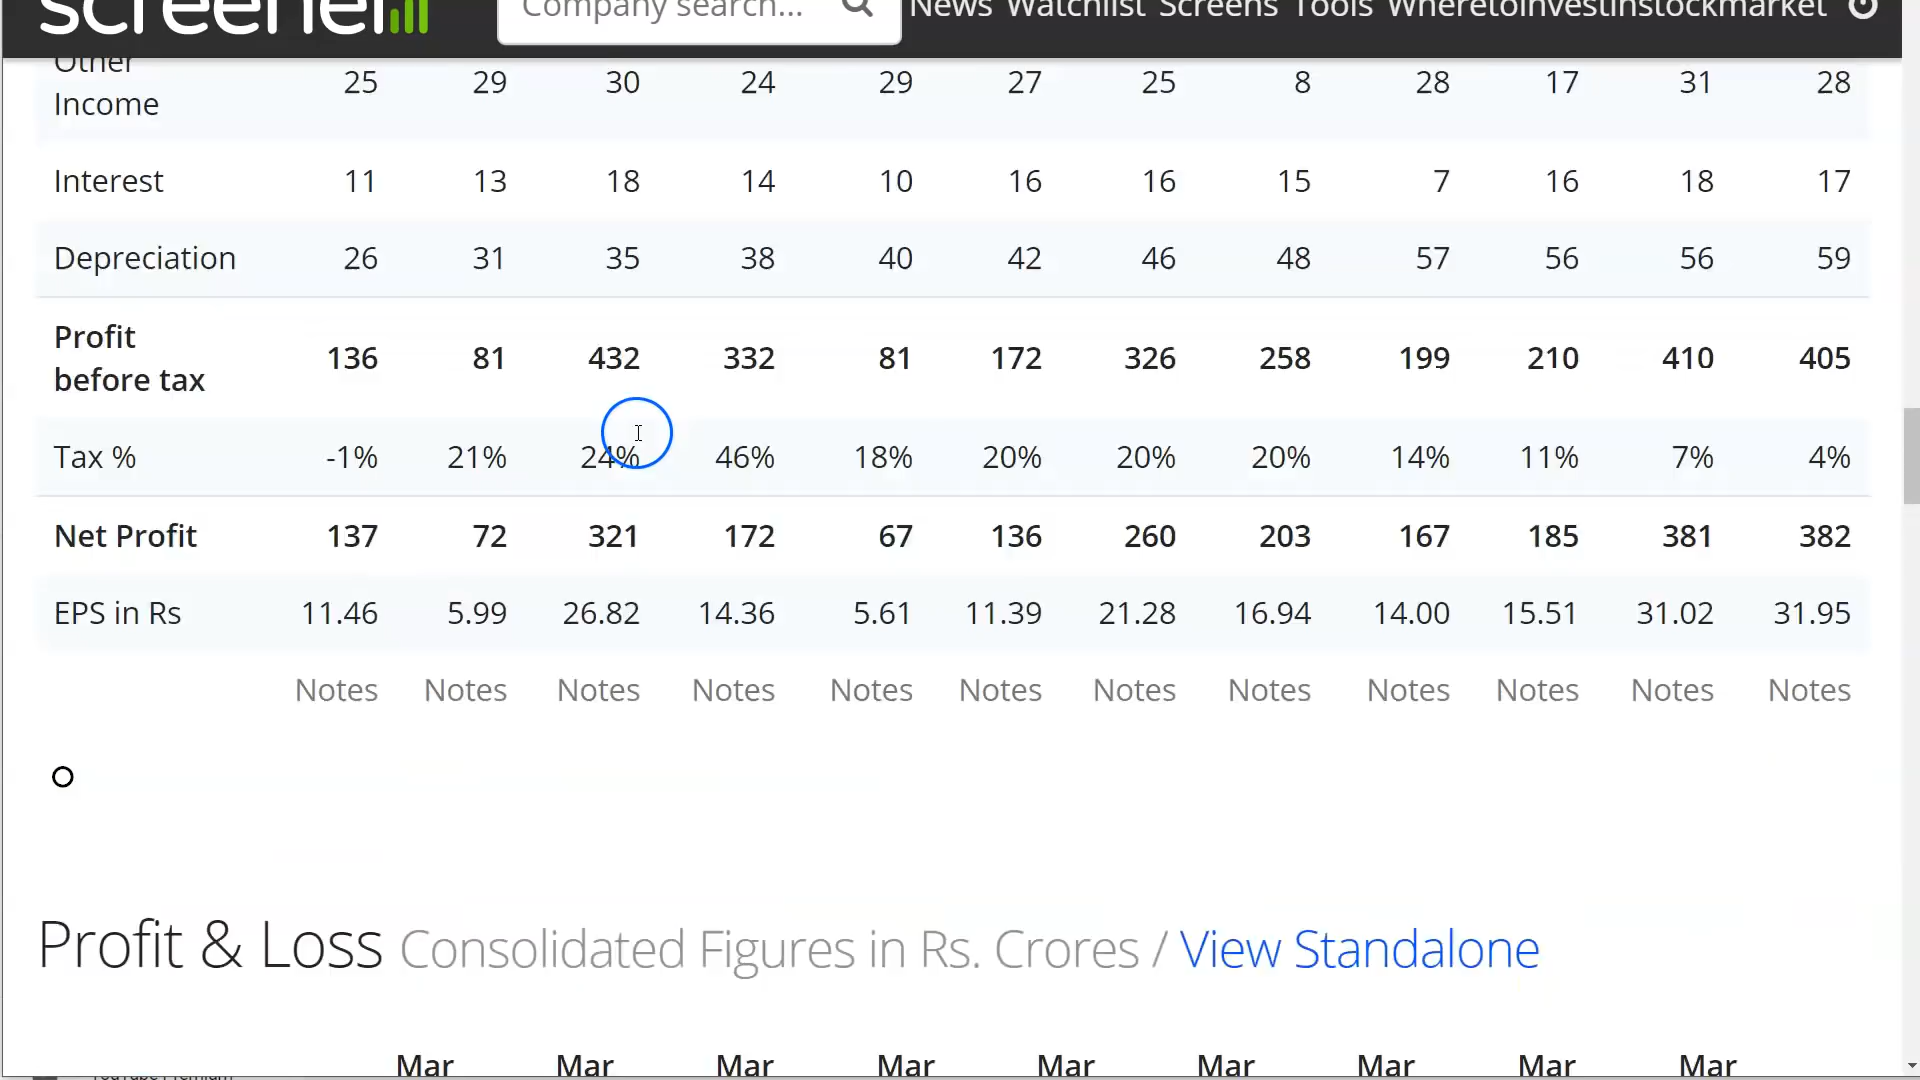 screener
Company search...
News Watchlist Screens Tools Wheretoinvestinstockmarket
Other
Income 25 29 30 24 29 27 25 8 28 17 31 28
Interest 11 13 18 14 10 16 16 15 7 16 18 17
Depreciation 26 31 35 38 40 42 46 48 57 56 56 59
Profit
before tax 136 81 432 332 81 172 326 258 199 210 410 405
Tax % -1% 21% 24% 46% 18% 20% 20% 20% 14% 11% 7% 4%
Net Profit 137 72 321 172 67 136 260 203 167 185 381 382
EPS in Rs 11.46 5.99 26.82 14.36 5.61 11.39 21.28 16.94 14.00 15.51 31.02 31.95
Notes Notes Notes Notes Notes Notes Notes Notes Notes Notes Notes Notes
Profit & Loss Consolidated Figures in Rs. Crores / View Standalone
Mar Mar Mar Mar Mar Mar Mar Mar Mar
YouTube Premium